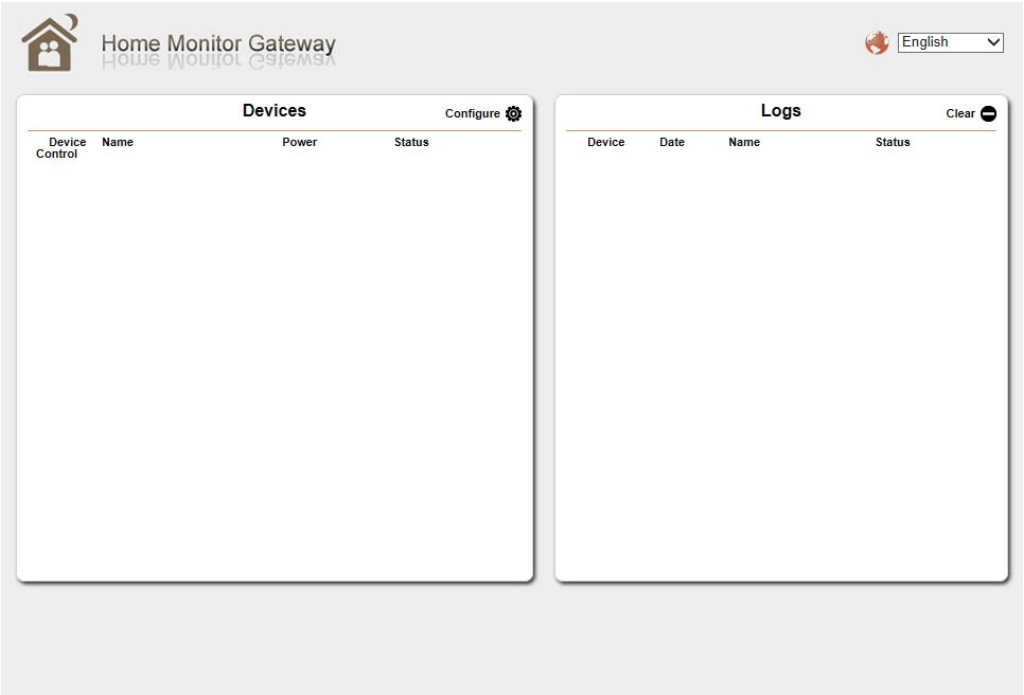 Home Monitor Gateway
English
Devices
Configure
Device Control Name Power Status
Logs
Clear
Device Date Name Status